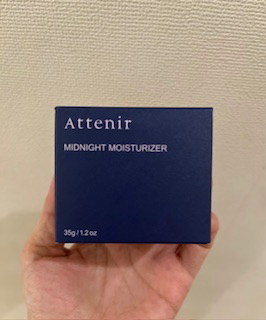 Attenir
MIDNIGHT MOISTURIZER
35g / 1.2 oz